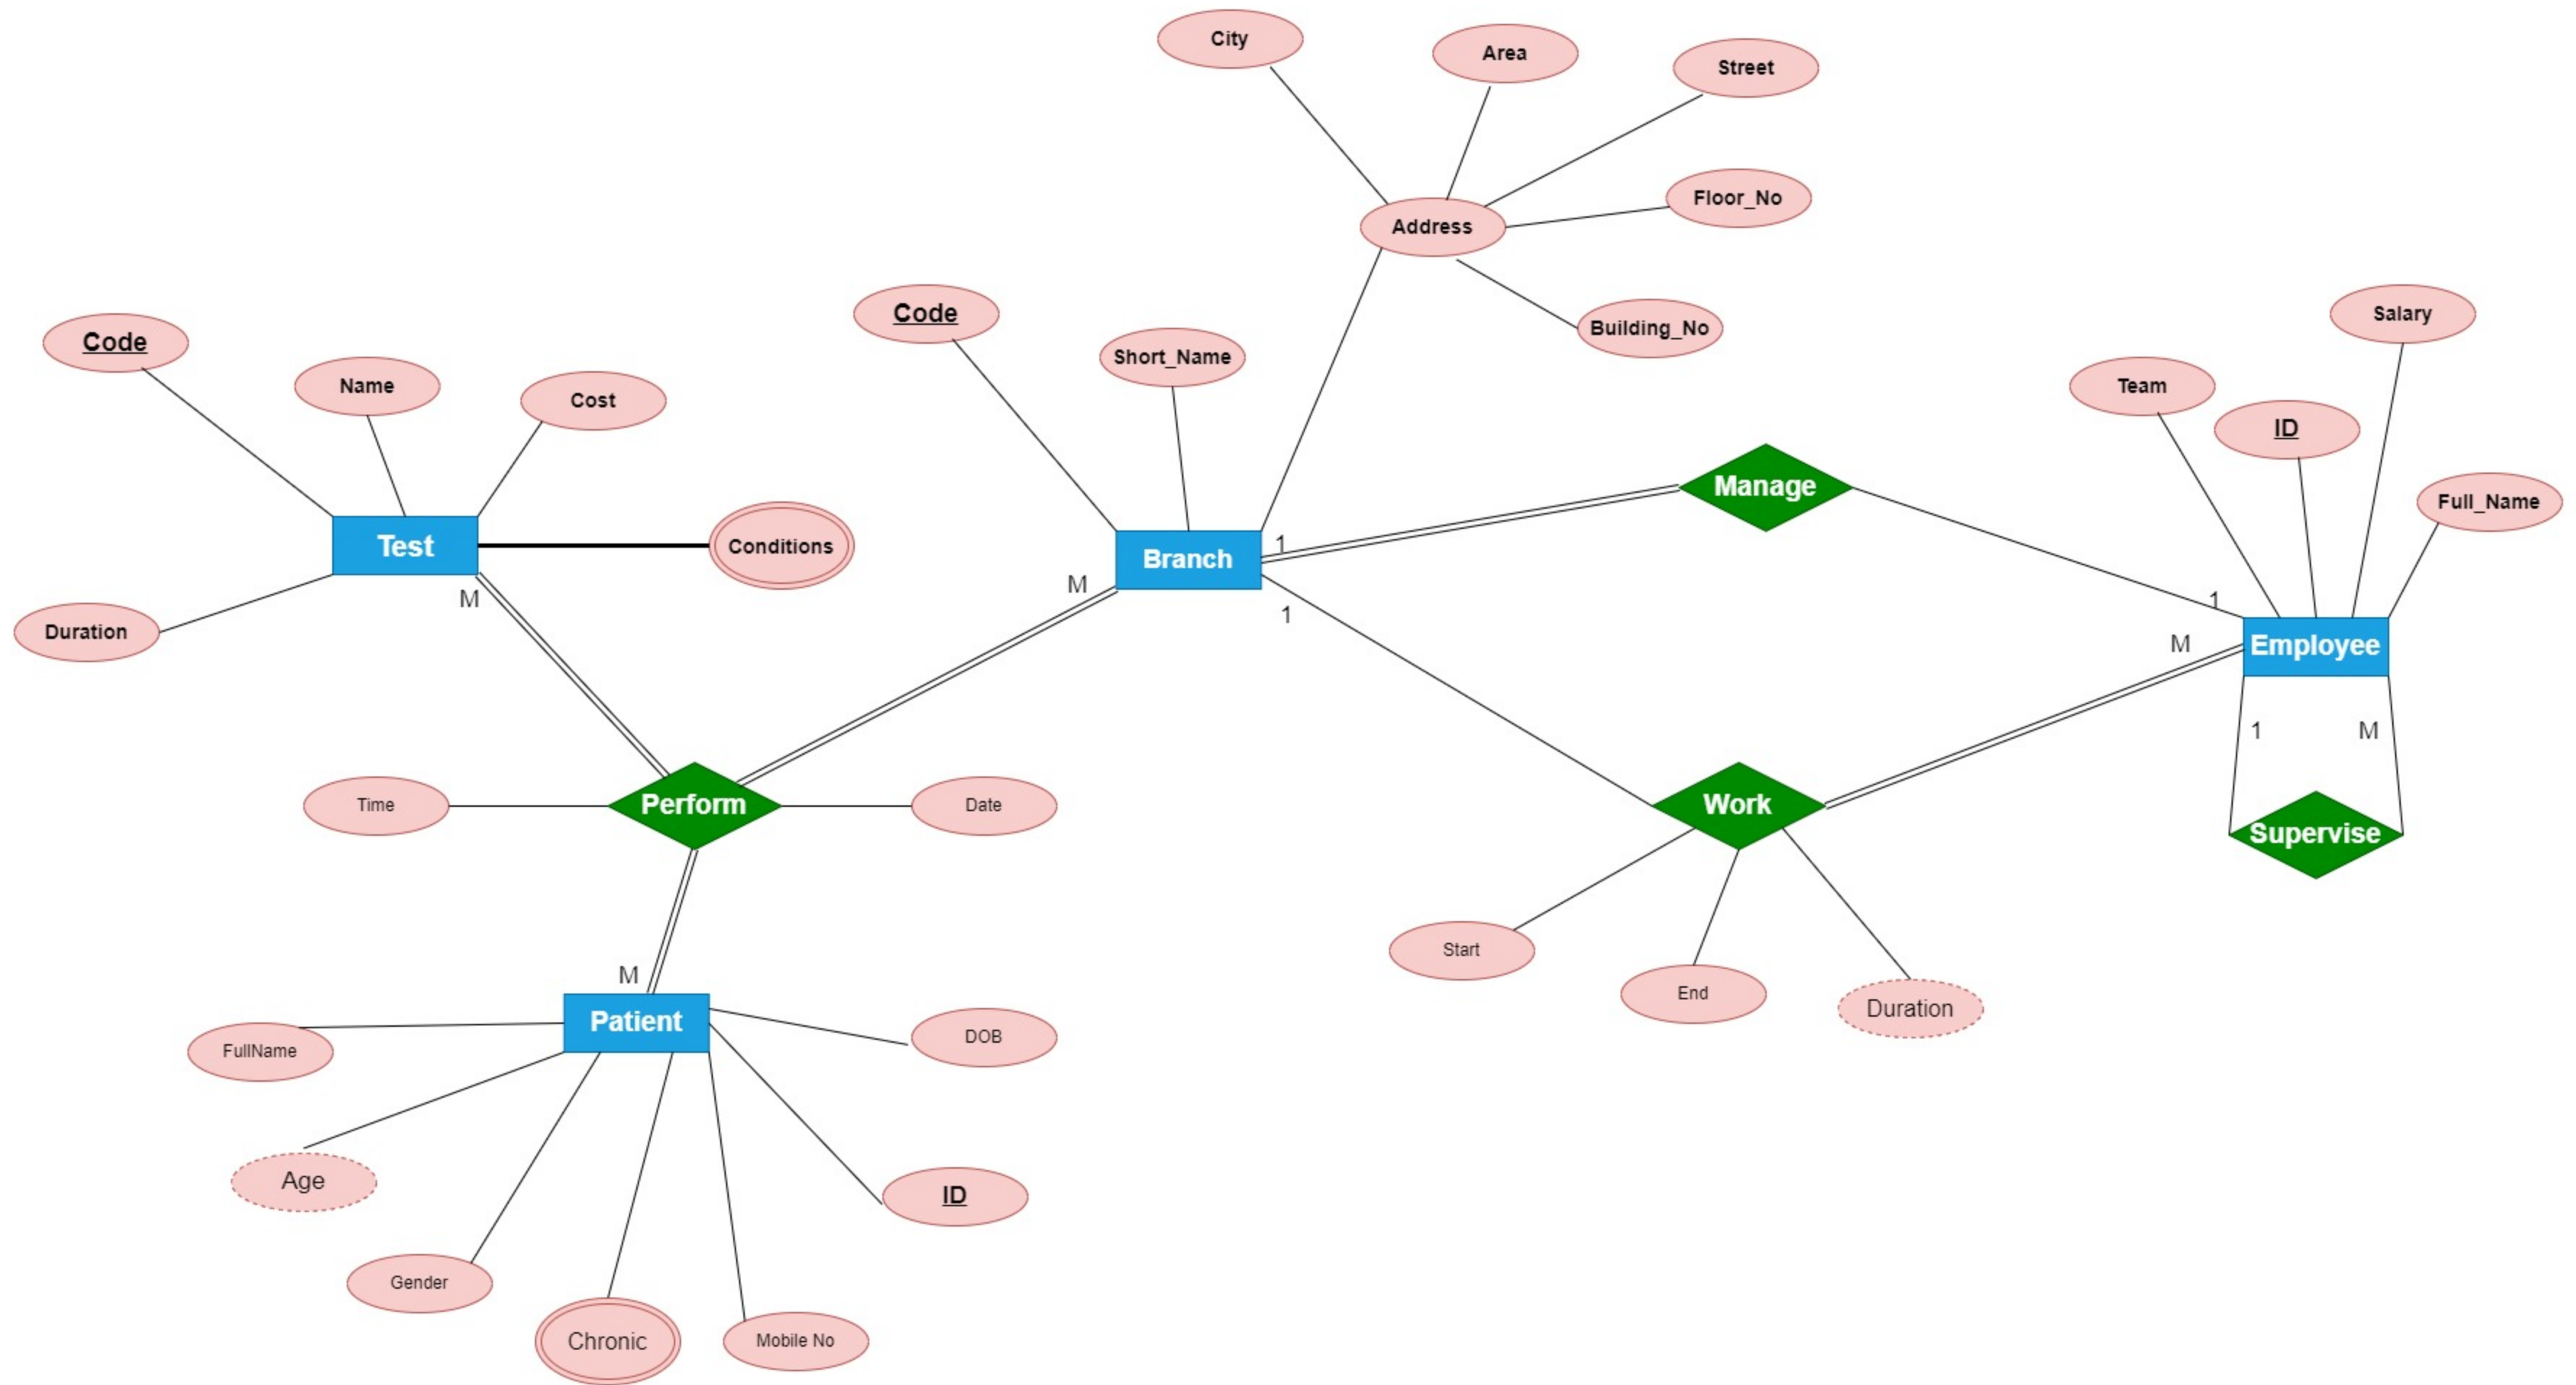 City
Area
Street
Floor_No
Address
Building_No
Code
Short_Name
Salary
Code
Name
Cost
Team
ID
Full_Name
Manage
Test
Conditions
Branch
1
1
M
M
1
Duration
M
Employee
1
M
Time
Perform
Date
Work
Supervise
Start
End
Duration
M
Patient
FullName
DOB
Age
ID
Gender
Chronic
Mobile No